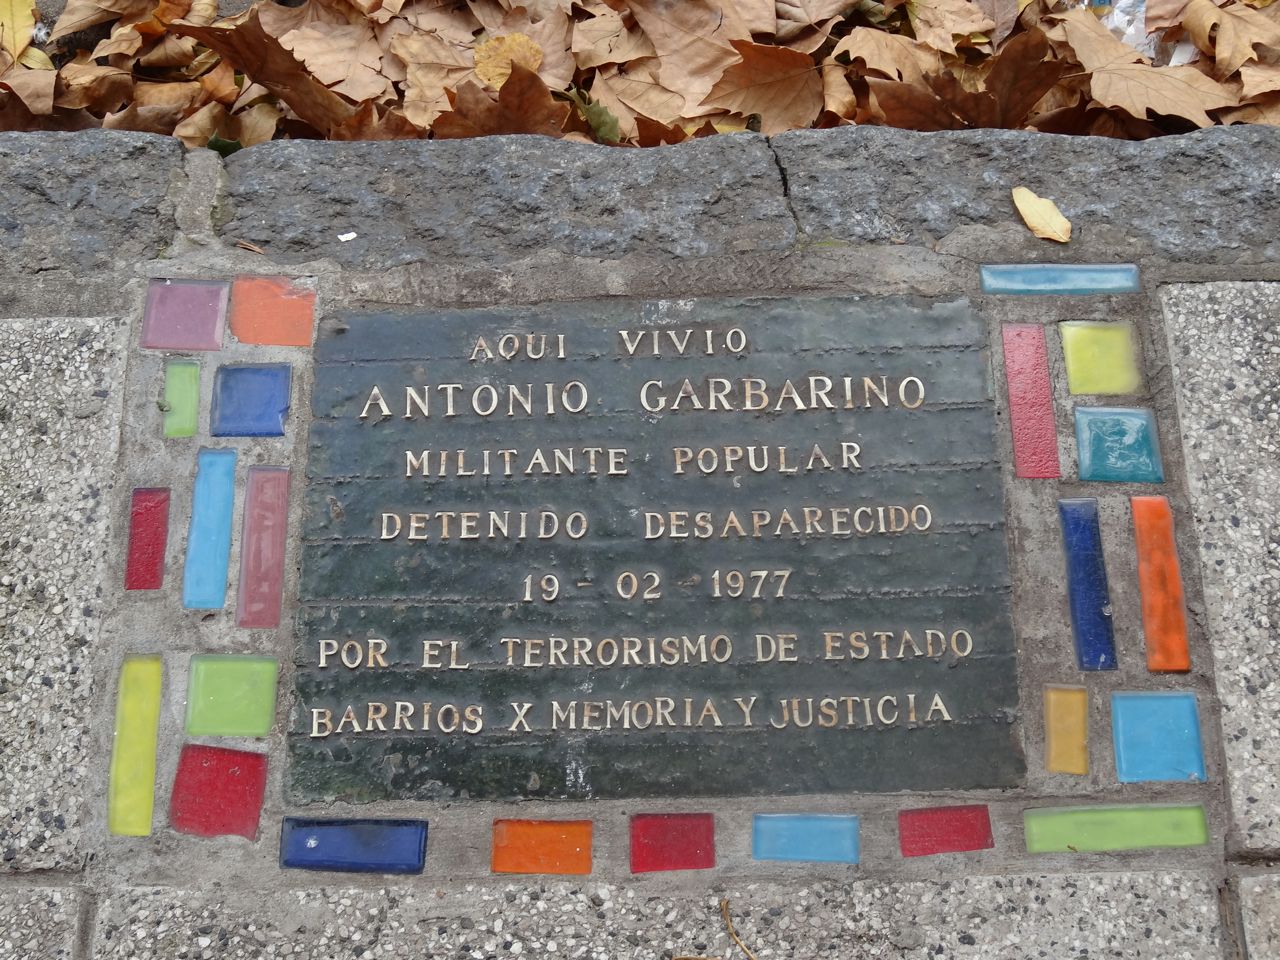 AQUI VIVIO
ANTONIO GARBARINO
MILITANTE POPULAR
DETENIDO DESAPARECIDO
19 - 02 - 1977
POR EL TERRORISMO DE ESTADO
BARRIOS X MEMORIA Y JUSTICIA